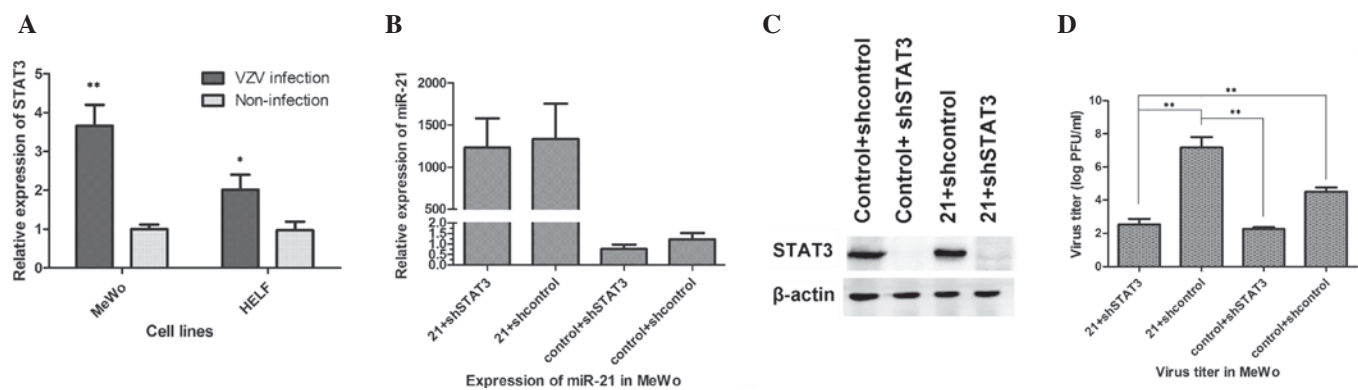 A
Relative expression of STAT3
5
4
3
2
1
0
**
*
VZV infection
Non-infection
MeWo
HELF
Cell lines
B
Relative expression of miR-21
2000
1500
1000
500
2.0
1.5
1.0
0.5
0.0
21+shSTAT3
21+shcontrol
control+shSTAT3
control+shcontrol
Expression of miR-21 in MeWo
C
Control+shcontrol
Control+ shSTAT3
21+shcontrol
21+shSTAT3
STAT3
β-actin
D
Virus titer (log PFU/ml)
10
8
6
4
2
0
**
**
**
21+shSTAT3
21+shcontrol
control+shSTAT3
control+shcontrol
Virus titer in MeWo